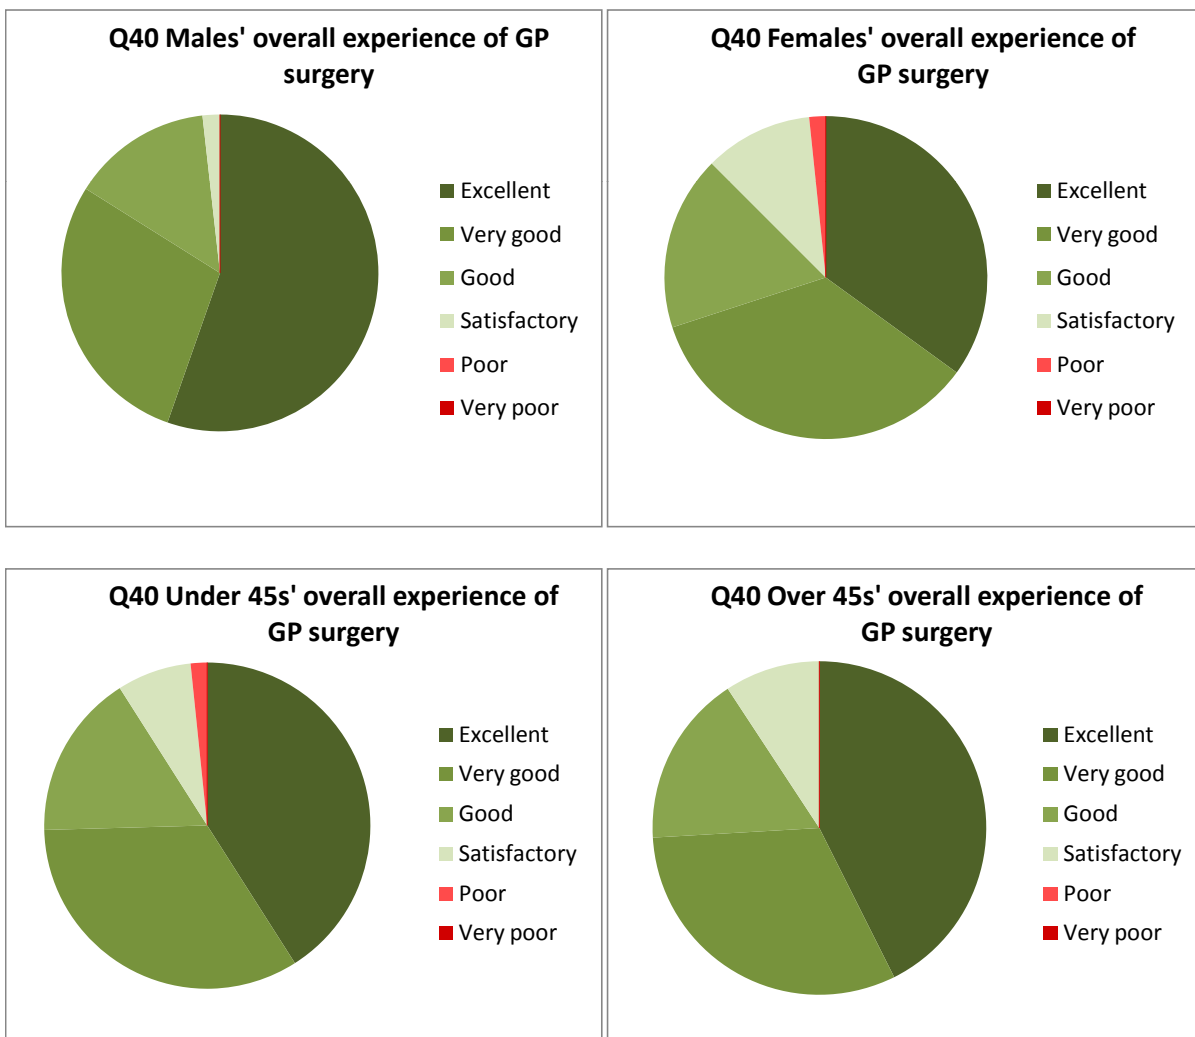 Q40 Males' overall experience of GP
surgery
Excellent
Very good
Good
Satisfactory
Poor
Very poor
Q40 Females' overall experience of
GP surgery
Excellent
Very good
Good
Satisfactory
Poor
Very poor
Q40 Under 45s' overall experience of
GP surgery
Excellent
Very good
Good
Satisfactory
Poor
Very poor
Q40 Over 45s' overall experience of
GP surgery
Excellent
Very good
Good
Satisfactory
Poor
Very poor